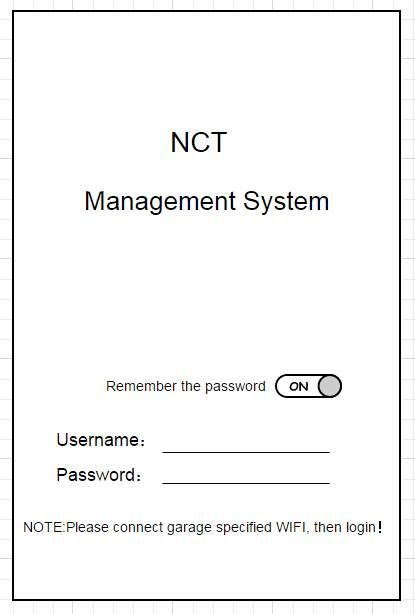 NCT
Management System
Remember the password ON
Username：
Password：
NOTE:Please connect garage specified WIFI, then login！